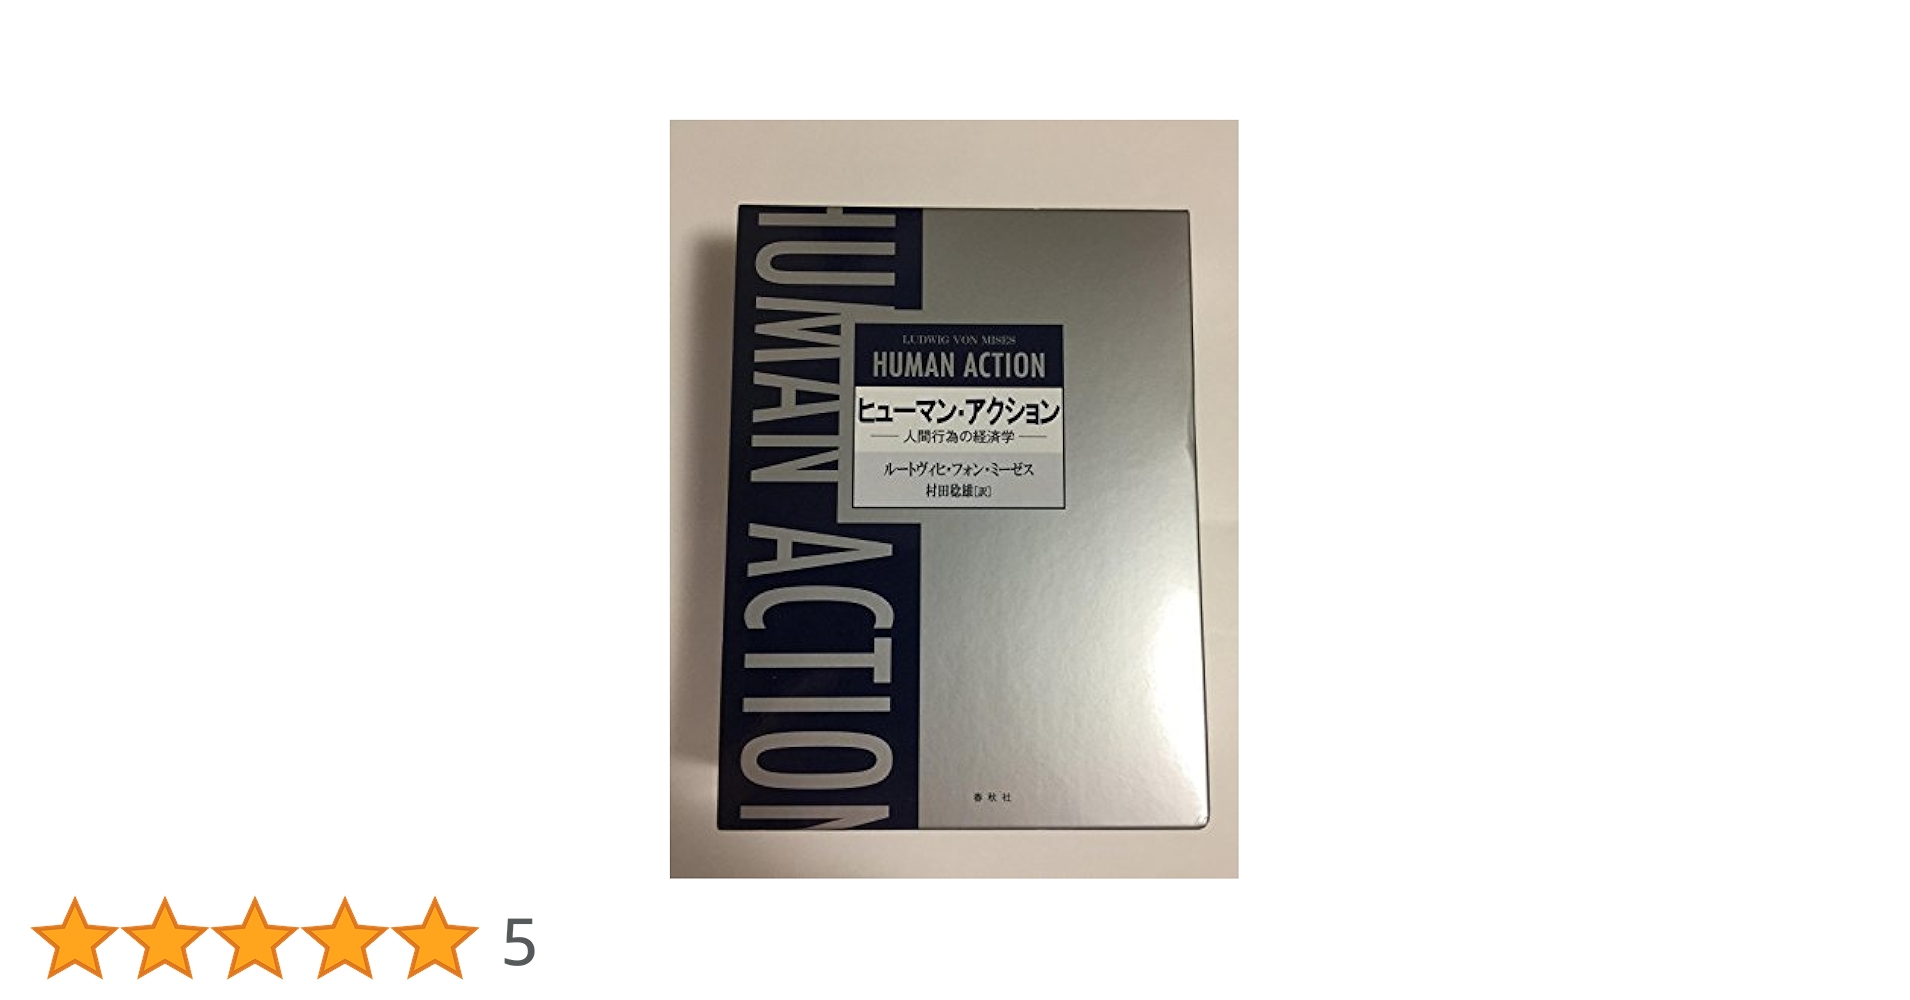 HUMAN ACTION
LUDWIG VON MISES
HUMAN ACTION
ヒューマン・アクション
人間行為の経済学
ルートヴィヒ・フォン・ミーゼス
村田稔雄[訳]
春秋社
5